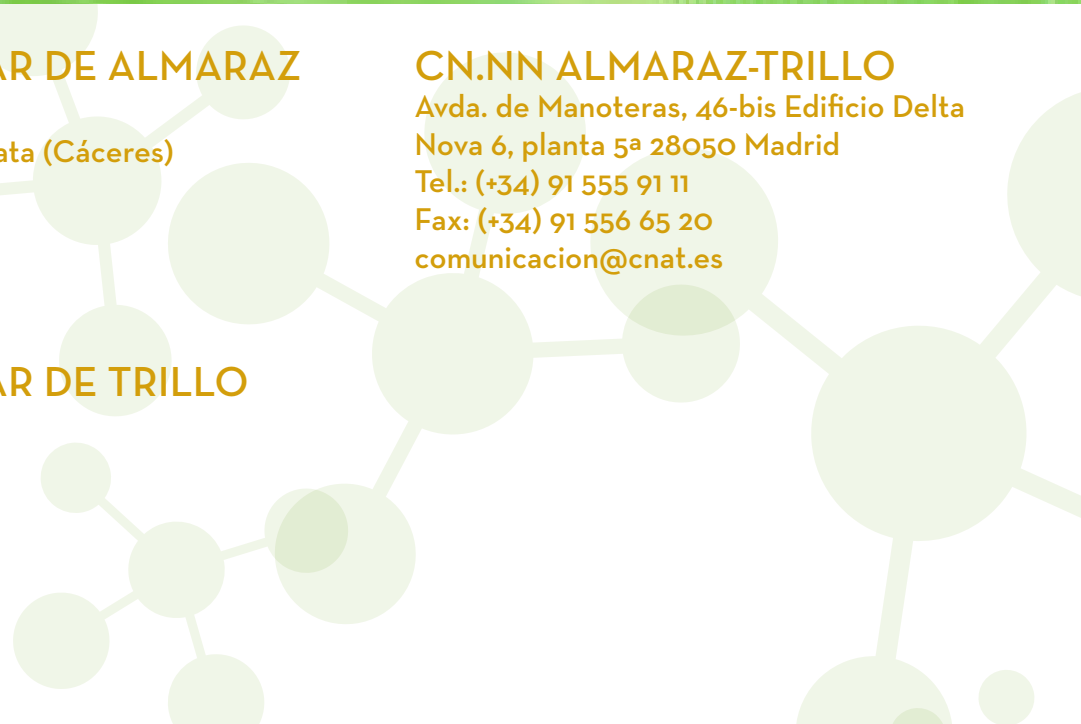 AR DE ALMARAZ
ata (Cáceres)
AR DE TRILLO
CN.NN ALMARAZ-TRILLO
Avda. de Manoteras, 46-bis Edificio Delta
Nova 6, planta 5ª 28050 Madrid
Tel.: (+34) 91 555 91 11
Fax: (+34) 91 556 65 20
comunicacion@cnat.es